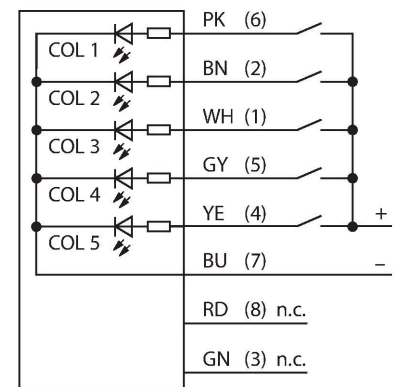 PK (6)
COL 1
BN (2)
COL 2
WH (1)
COL 3
GY (5)
COL 4
YE (4)
+
COL 5
BU (7)
–
RD (8) n.c.
GN (3) n.c.